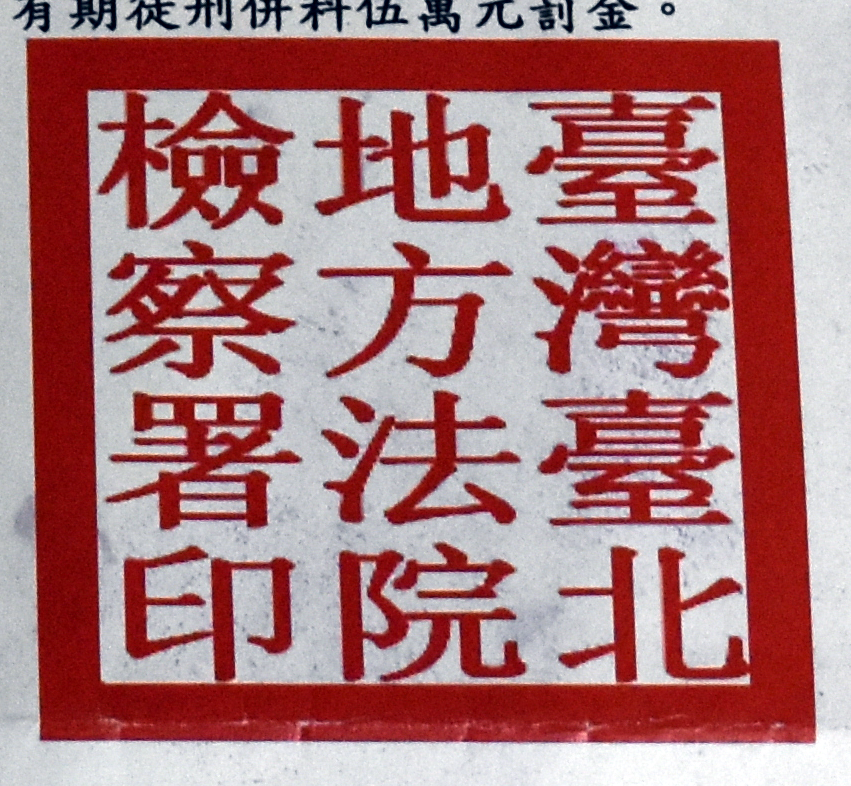 有期徒刑併科伍萬元罰金。
臺灣臺北
地方法院
檢察署印